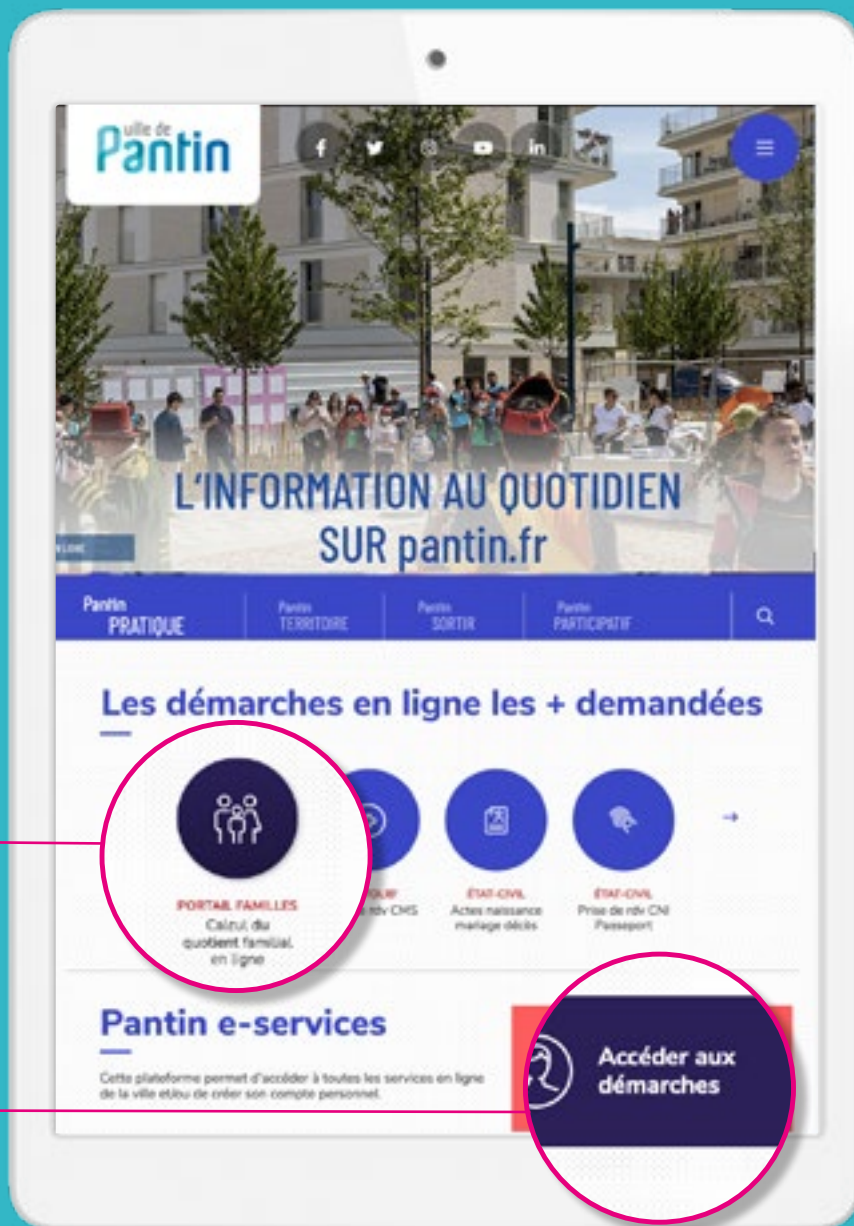 ville de
Pantin
L'INFORMATION AU QUOTIDIEN
SUR pantin.fr
EN LIGNE
Pantin
PRATIQUE
Pantin
TERRITOIRE
Pantin
SORTIR
Pantin
PARTICIPATIF
Les démarches en ligne les + demandées
PORTAIL FAMILLES
Calcul du
quotient familial
en ligne
rdv CMS
ÉTAT-CIVIL
Actes naissance
mariage décès
ÉTAT-CIVIL
Prise de rdv CNI
Passeport
Pantin e-services
Cette plateforme permet d'accéder à toutes les services en ligne
de la ville et/ou de créer son compte personnel.
Accéder aux
démarches